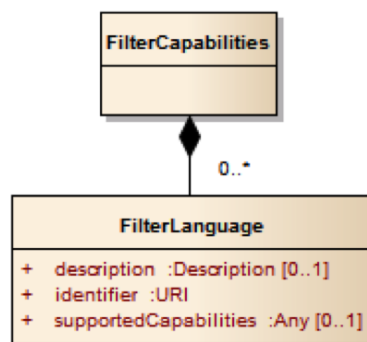 FilterCapabilities
0..*
FilterLanguage
+ description :Description [0..1]
+ identifier :URI
+ supportedCapabilities :Any [0..1]